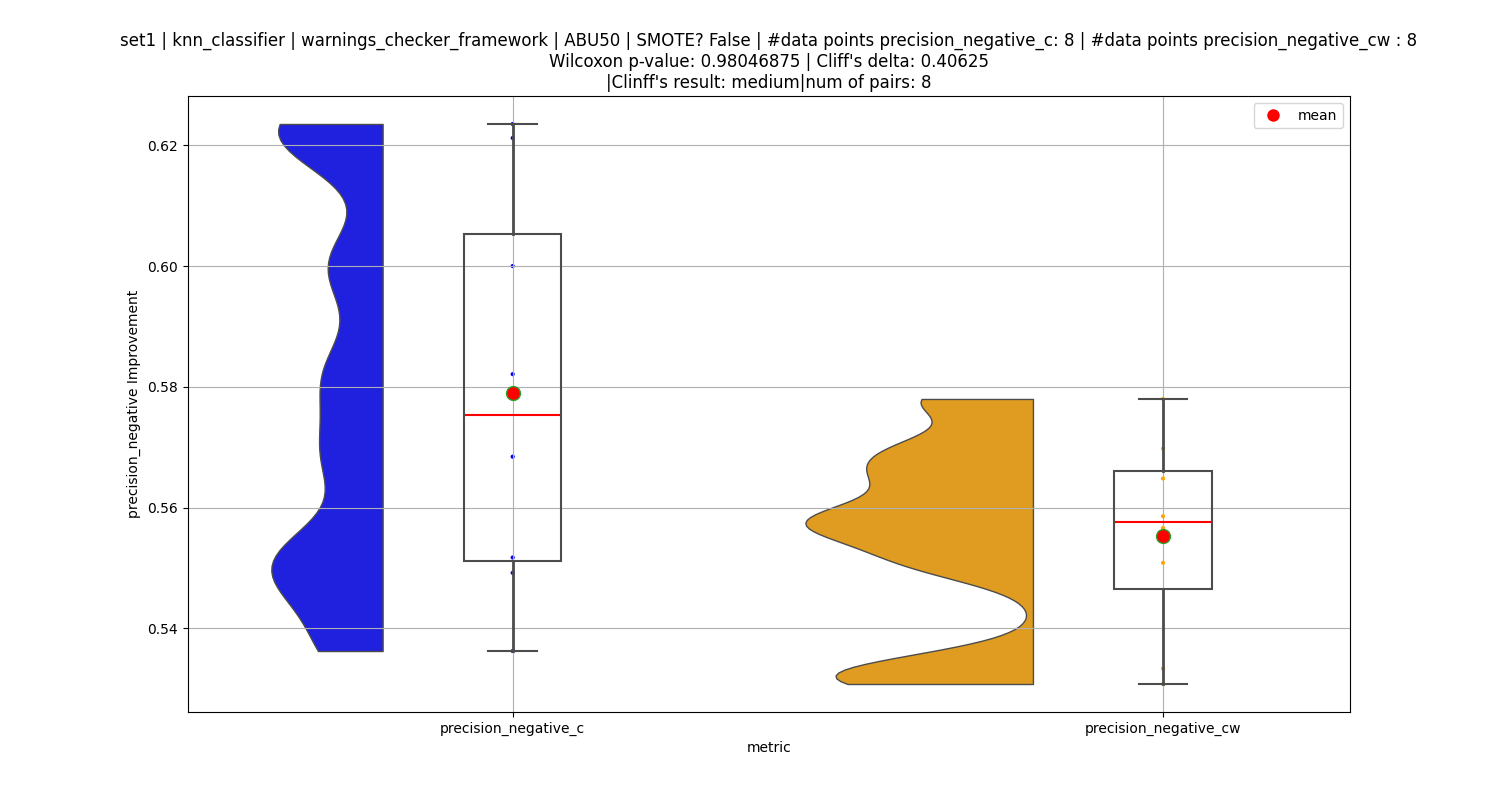 set1 | knn_classifier | warnings_checker_framework | ABU50 | SMOTE? False | #data points precision_negative_c: 8 | #data points precision_negative_cw : 8
Wilcoxon p-value: 0.98046875 | Cliff's delta: 0.40625
|Clinff's result: medium|num of pairs: 8
mean
0.62
0.60
0.58
0.56
0.54
precision_negative Improvement
precision_negative_c
precision_negative_cw
metric